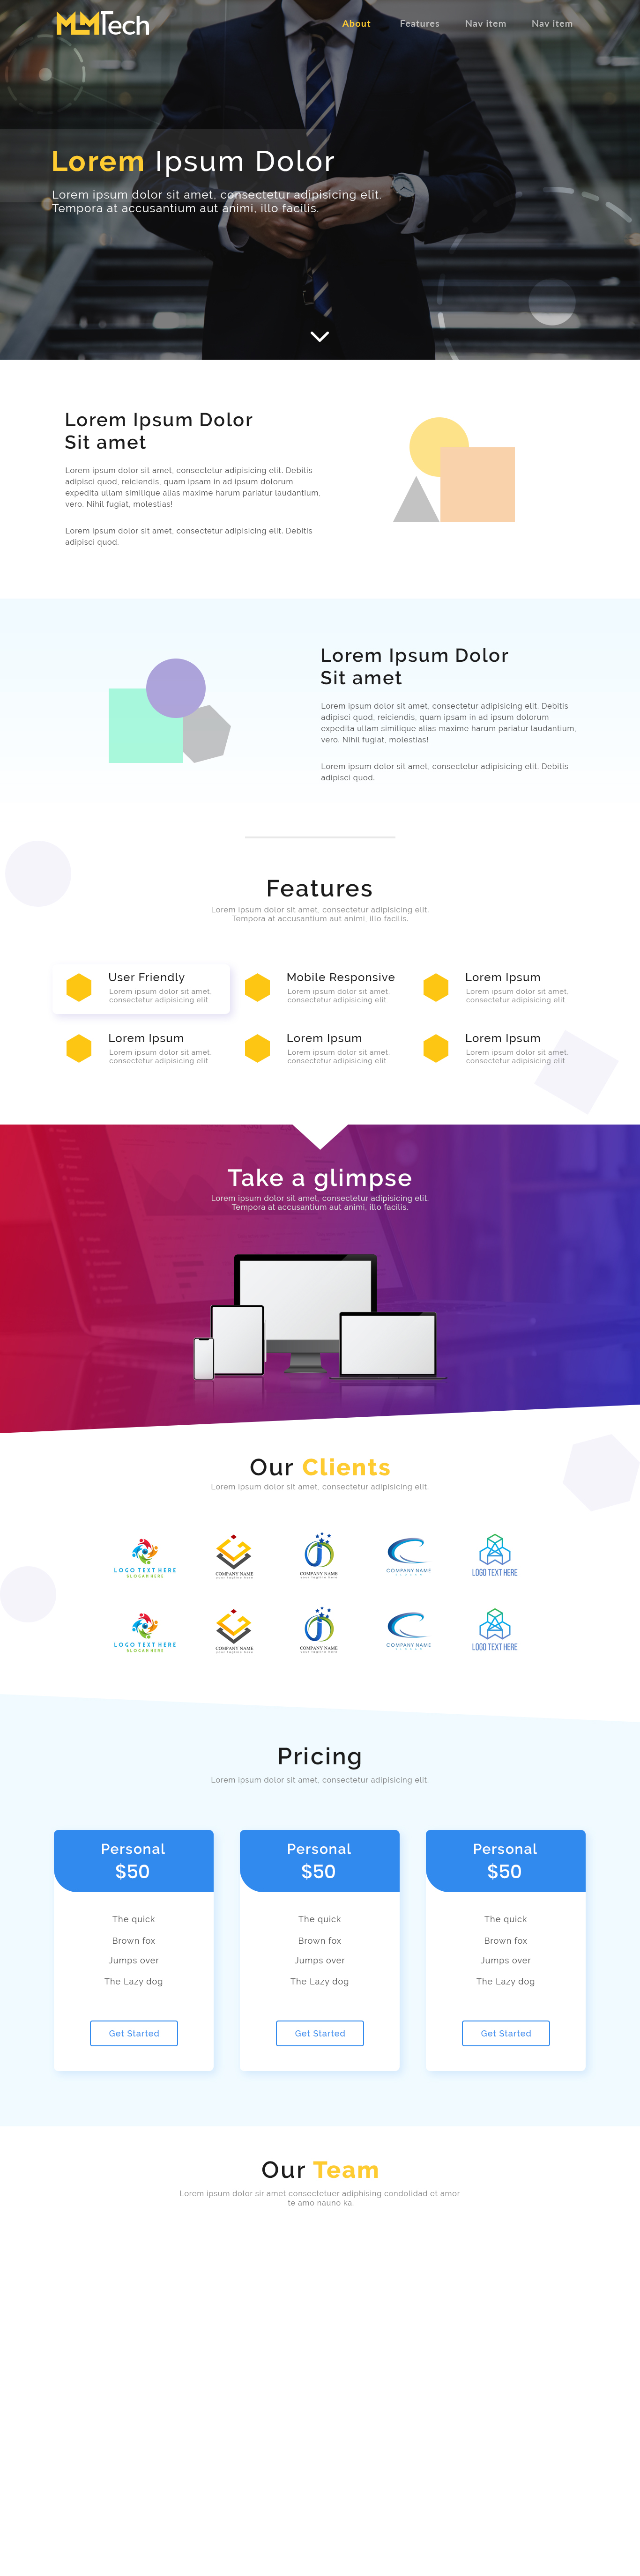 MLMTech
About Features Nav item Nav item
Lorem Ipsum Dolor
Lorem ipsum dolor sit amet, consectetur adipisicing elit.
Tempora at accusantium aut animi, illo facilis.
Lorem Ipsum Dolor
Sit amet
Lorem ipsum dolor sit amet, consectetur adipisicing elit. Debitis
adipisci quod, reiciendis, quam ipsam in ad ipsum dolorum
expedita ullam similique alias maxime harum pariatur laudantium,
vero. Nihil fugiat, molestias!
Lorem ipsum dolor sit amet, consectetur adipisicing elit. Debitis
adipisci quod.
Lorem Ipsum Dolor
Sit amet
Lorem ipsum dolor sit amet, consectetur adipisicing elit. Debitis
adipisci quod, reiciendis, quam ipsam in ad ipsum dolorum
expedita ullam similique alias maxime harum pariatur laudantium,
vero. Nihil fugiat, molestias!
Lorem ipsum dolor sit amet, consectetur adipisicing elit. Debitis
adipisci quod.
Features
Lorem ipsum dolor sit amet, consectetur adipisicing elit.
Tempora at accusantium aut animi, illo facilis.
User Friendly
Lorem ipsum dolor sit amet,
consectetur adipisicing elit.
Mobile Responsive
Lorem ipsum dolor sit amet,
consectetur adipisicing elit.
Lorem Ipsum
Lorem ipsum dolor sit amet,
consectetur adipisicing elit.
Lorem Ipsum
Lorem ipsum dolor sit amet,
consectetur adipisicing elit.
Lorem Ipsum
Lorem ipsum dolor sit amet,
consectetur adipisicing elit.
Lorem Ipsum
Lorem ipsum dolor sit amet,
consectetur adipisicing elit.
Take a glimpse
Lorem ipsum dolor sit amet, consectetur adipisicing elit.
Tempora at accusantium aut animi, illo facilis.
Our Clients
Lorem ipsum dolor sit amet, consectetur adipisicing elit.
LOGO TEXT HERE
SLOGAN HERE
COMPANY NAME
your tagline here
COMPANY NAME
your tagline here
COMPANY NAME
LOGO TEXT HERE
LOGO TEXT HERE
SLOGAN HERE
COMPANY NAME
your tagline here
COMPANY NAME
your tagline here
COMPANY NAME
LOGO TEXT HERE
Pricing
Lorem ipsum dolor sit amet, consectetur adipisicing elit.
Personal
$50
The quick
Brown fox
Jumps over
The Lazy dog
Get Started
Personal
$50
The quick
Brown fox
Jumps over
The Lazy dog
Get Started
Personal
$50
The quick
Brown fox
Jumps over
The Lazy dog
Get Started
Our Team
Lorem ipsum dolor sir amet consectetuer adiphising condolidad et amor
te amo nauno ka.